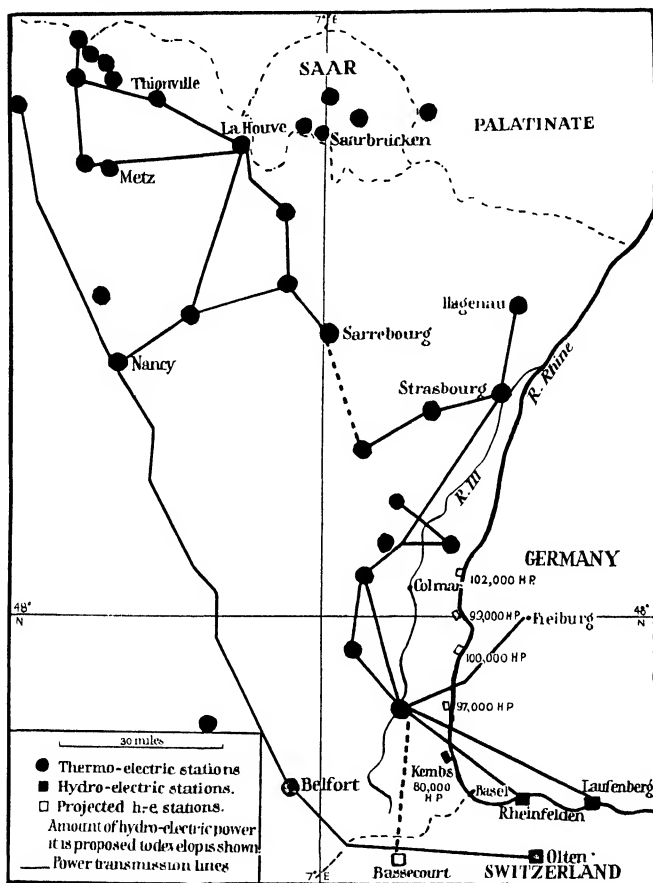 7° E
SAAR
Thionville
La Houve
Saarbrücken
PALATINATE
Metz
Hagenau
Sarrebourg
Nancy
Strasbourg
R. Rhine
R. Ill
GERMANY
102,000 H.P.
Colmar
48°
N
93,000 H P
Freiburg
48°
N
100,000 H P
97,000 H P
30 miles
Thermo-electric stations
Hydro-electric stations.
Projected h-e. stations.
Amount of hydro-electric power
it is proposed to develop is shown
Power transmission lines
Belfort
Kembs
80,000
H P
Basel
Rheinfelden
Laufenberg
Bassecourt
Olten
SWITZERLAND
7° E